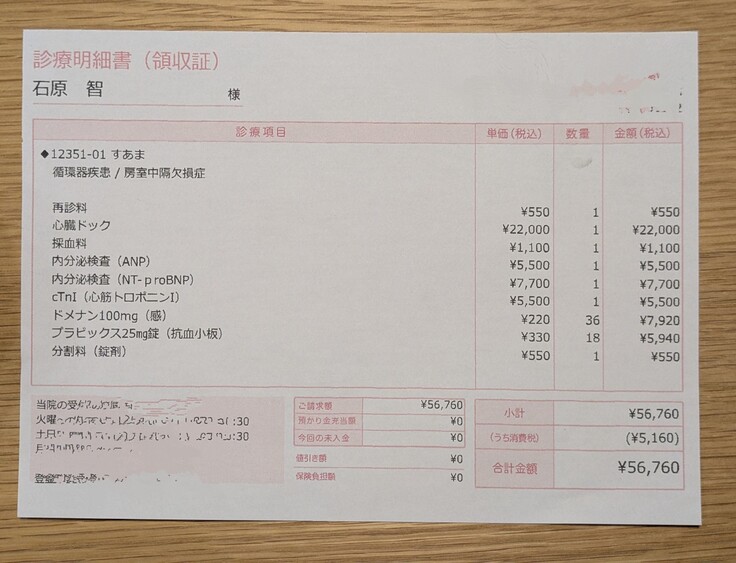 診療明細書（領収証）
石原 智 様
診療項目 単価(税込) 数量 金額(税込)
◆12351-01 すあま
循環器疾患 / 房室中隔欠損症
再診料 ¥550 1 ¥550
心臓ドック ¥22,000 1 ¥22,000
採血料 ¥1,100 1 ¥1,100
内分泌検査（ANP） ¥5,500 1 ¥5,500
内分泌検査（NT-ｐroBNP） ¥7,700 1 ¥7,700
cTnI（心筋トロポニンI） ¥5,500 1 ¥5,500
ドメナン100mg（感） ¥220 36 ¥7,920
プラビックス25㎎錠（抗血小板） ¥330 18 ¥5,940
分割料（錠剤） ¥550 1 ¥550
当院の受
火曜
:30
土日
:30
ご請求額 ¥56,760
預かり金充当額 ¥0
今回の未入金 ¥0
値引き額 ¥0
保険負担額 ¥0
小計 ¥56,760
(うち消費税) (¥5,160)
合計金額 ¥56,760